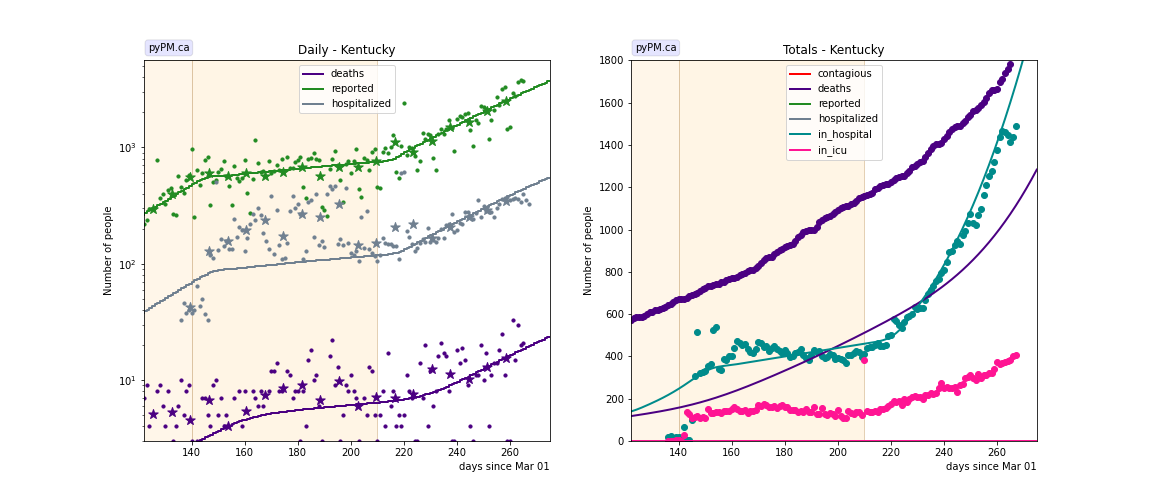 pyPM.ca
Daily - Kentucky
deaths
reported
hospitalized
Number of people
10³
10²
10¹
140 160 180 200 220 240 260
days since Mar 01
pyPM.ca
Totals - Kentucky
contagious
deaths
reported
hospitalized
in_hospital
in_icu
Number of people
1800
1600
1400
1200
1000
800
600
400
200
0
140 160 180 200 220 240 260
days since Mar 01